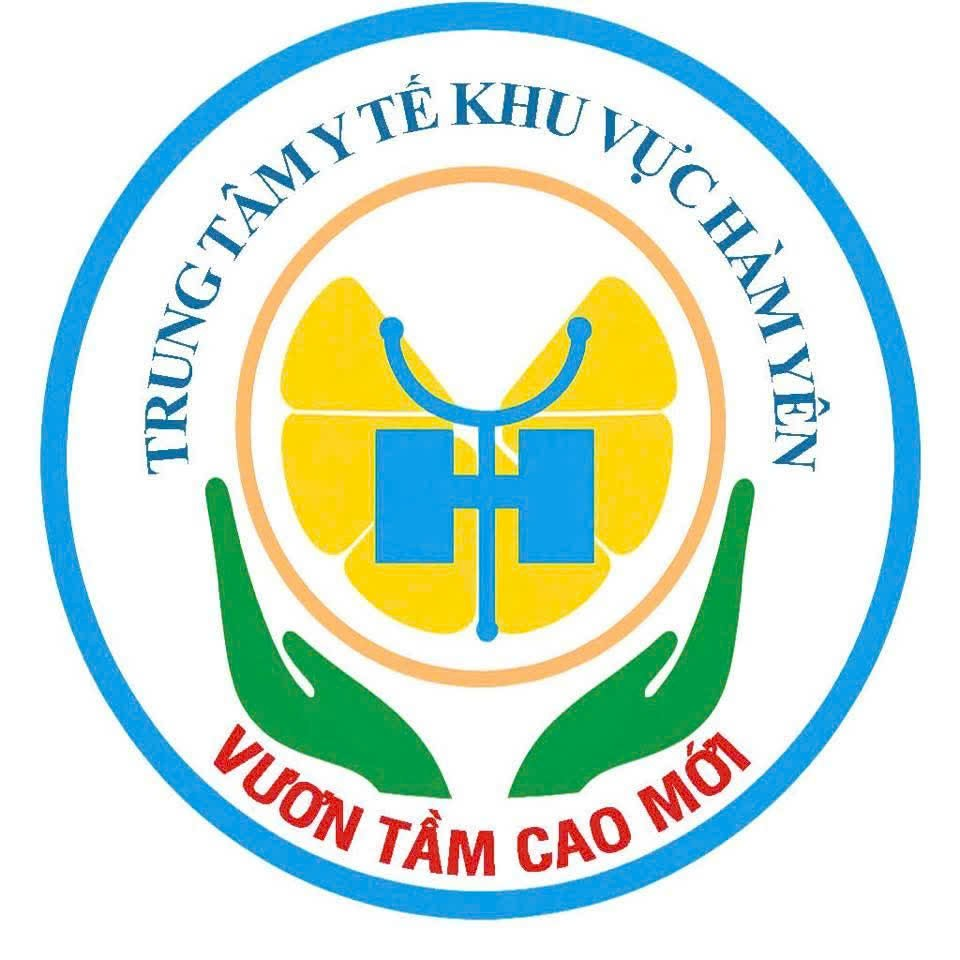 TRUNG TÂM Y TẾ KHU VỰC HÀM YÊN
H
VƯƠN TẦM CAO MỚI